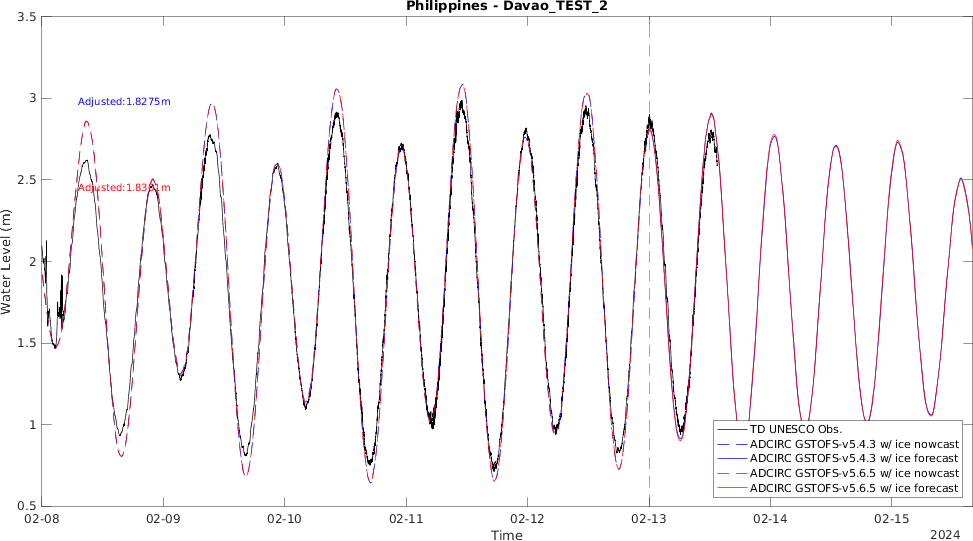 Philippines - Davao_TEST_2
3.5
3
2.5
2
1.5
1
0.5
Water Level (m)
Adjusted:1.8275m
TD UNESCO Obs.
ADCIRC GSTOFS-v5.4.3 w/ ice nowcast
ADCIRC GSTOFS-v5.4.3 w/ ice forecast
ADCIRC GSTOFS-v5.6.5 w/ ice nowcast
ADCIRC GSTOFS-v5.6.5 w/ ice forecast
02-08 02-09 02-10 02-11 02-12 02-13 02-14 02-15
Time
2024